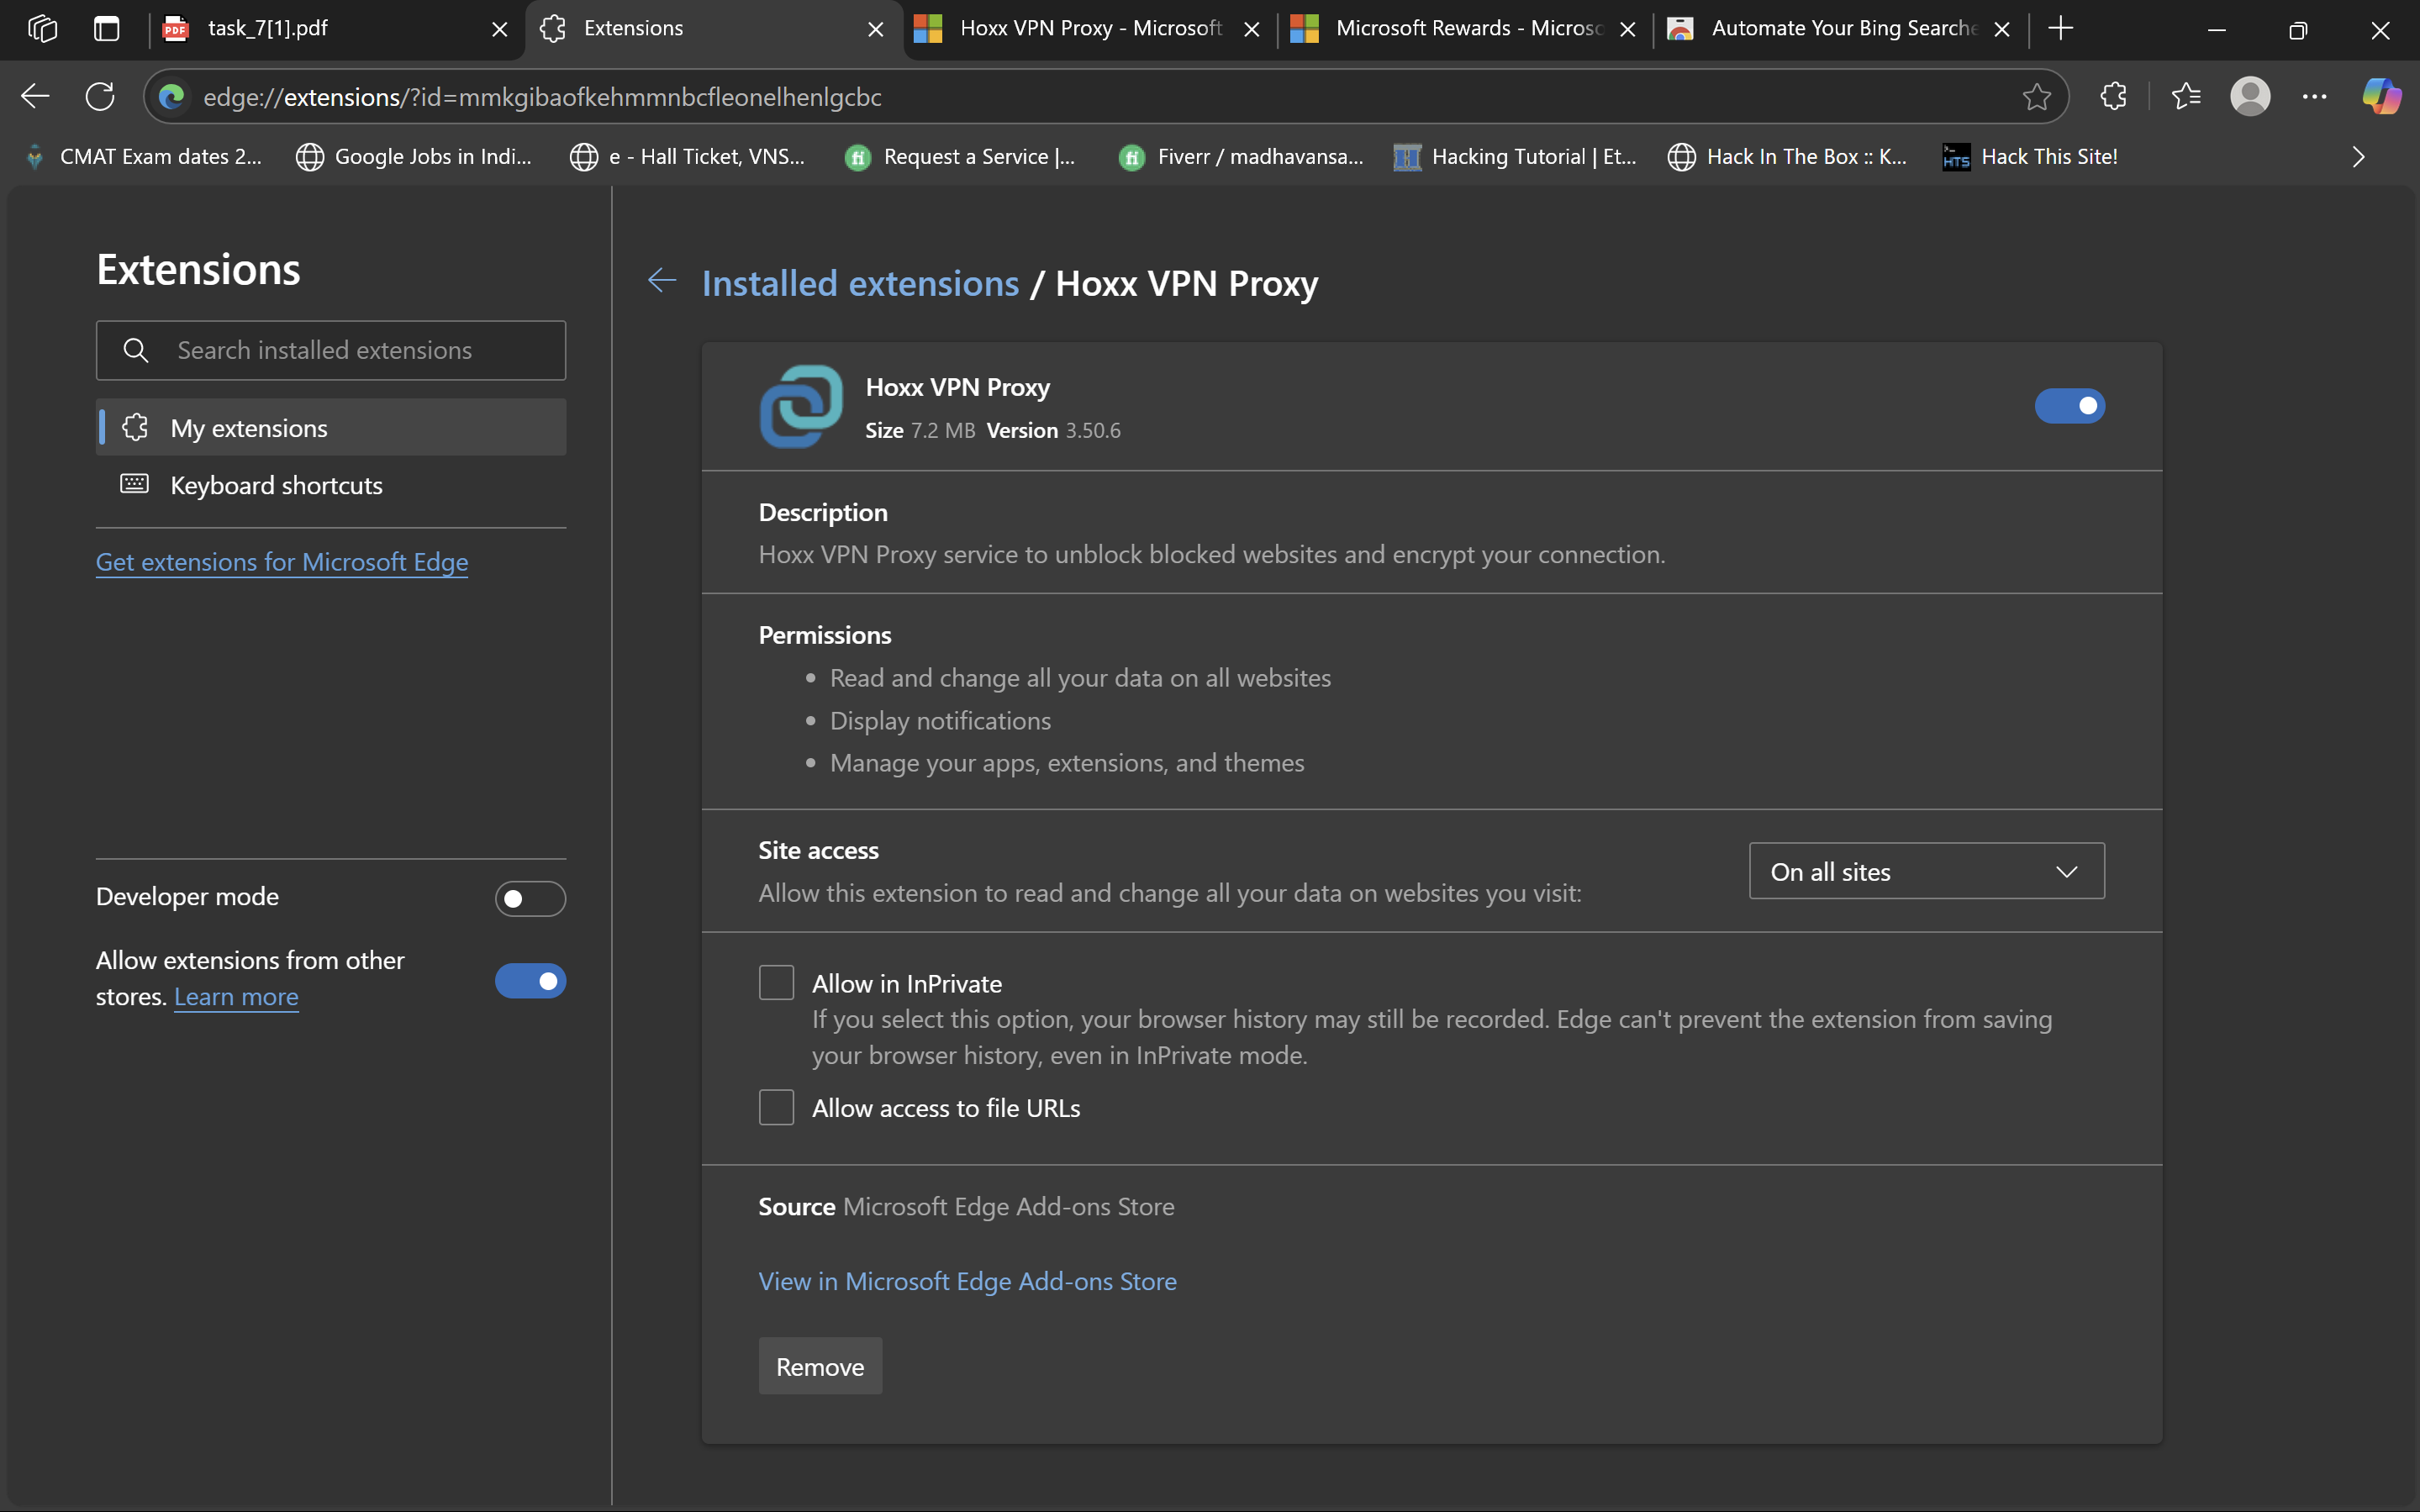 task_7[1].pdf
Extensions
Hoxx VPN Proxy - Microsoft
Microsoft Rewards - Microso
Automate Your Bing Searche
edge://extensions/?id=mmkgibaofkehmmnbcfleonelhenlgcbc
CMAT Exam dates 2...
Google Jobs in Indi...
e - Hall Ticket, VNS...
Request a Service |...
Fiverr / madhavansa...
Hacking Tutorial | Et...
Hack In The Box :: K...
Hack This Site!
Extensions
Search installed extensions
My extensions
Keyboard shortcuts
Get extensions for Microsoft Edge
Developer mode
Allow extensions from other
stores. Learn more
Installed extensions / Hoxx VPN Proxy
Hoxx VPN Proxy
Size 7.2 MB Version 3.50.6
Description
Hoxx VPN Proxy service to unblock blocked websites and encrypt your connection.
Permissions
• Read and change all your data on all websites
• Display notifications
• Manage your apps, extensions, and themes
Site access
Allow this extension to read and change all your data on websites you visit:
On all sites
Allow in InPrivate
If you select this option, your browser history may still be recorded. Edge can't prevent the extension from saving
your browser history, even in InPrivate mode.
Allow access to file URLs
Source Microsoft Edge Add-ons Store
View in Microsoft Edge Add-ons Store
Remove